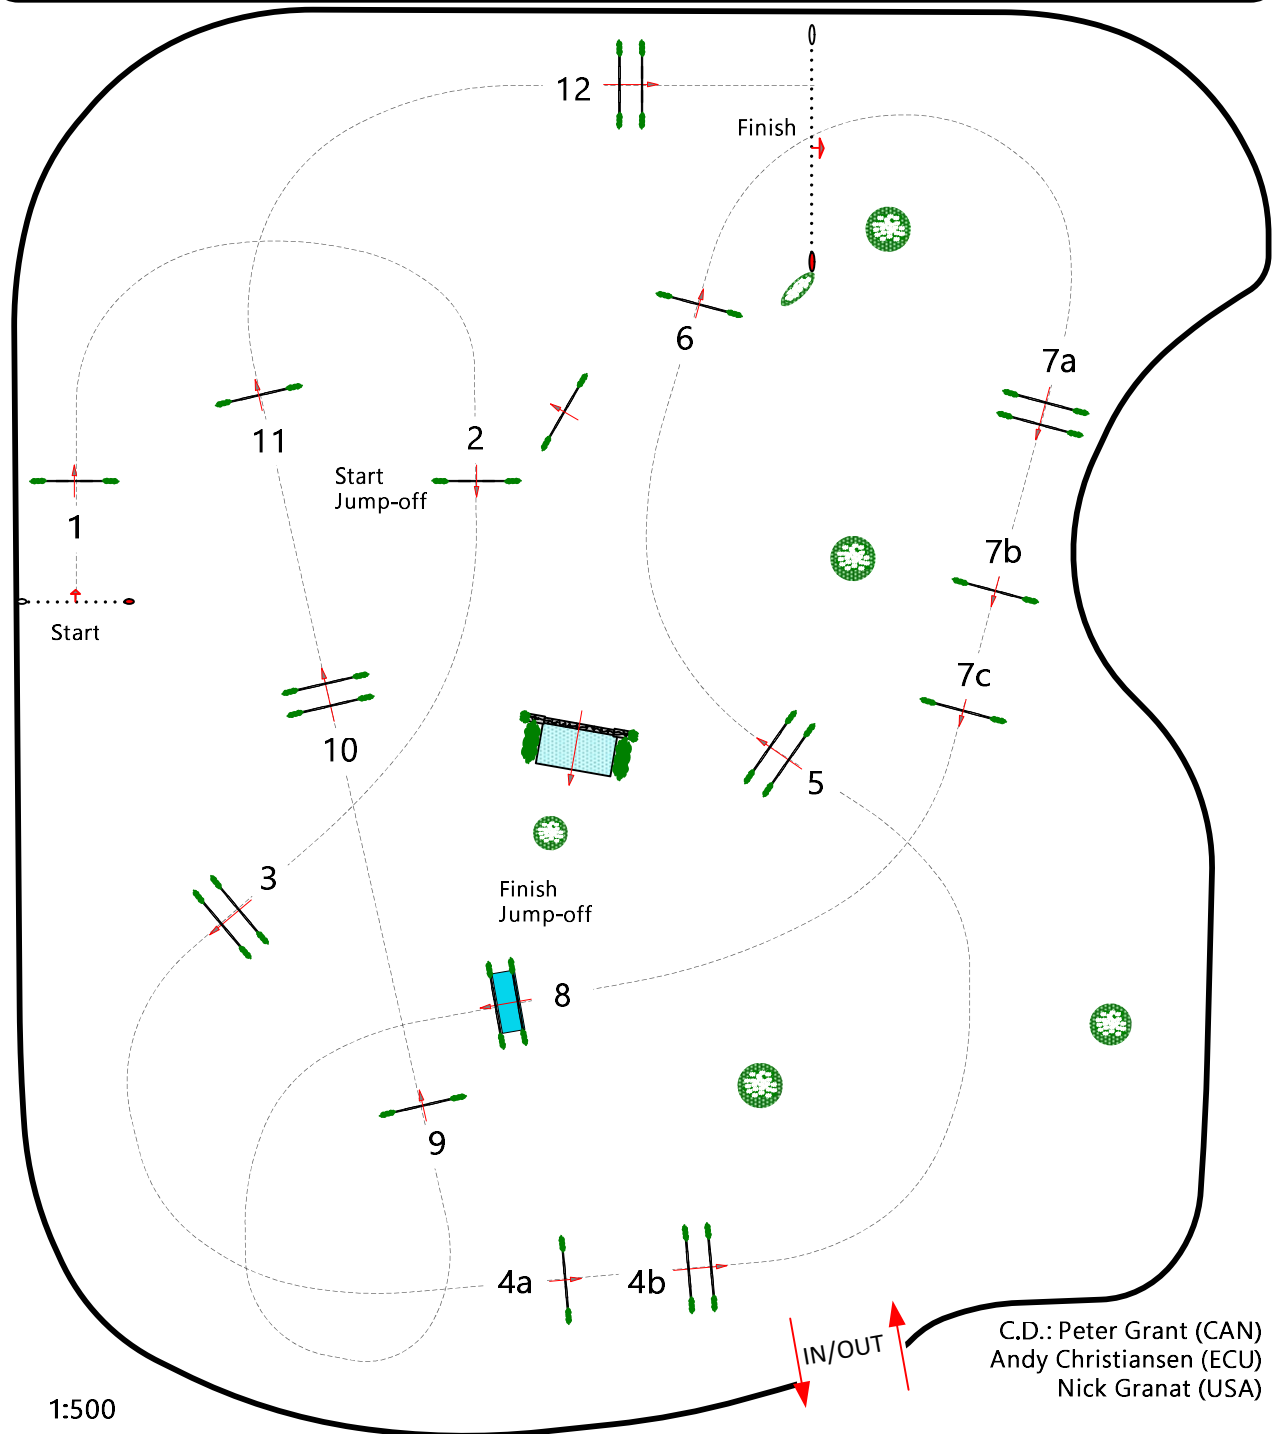 12
Finish
6
7a
11
2
Start
Jump-off
1
7b
Start
7c
10
5
3
Finish
Jump-off
8
9
4a
4b
IN/OUT
C.D.: Peter Grant (CAN)
Andy Christiansen (ECU)
Nick Granat (USA)
1:500